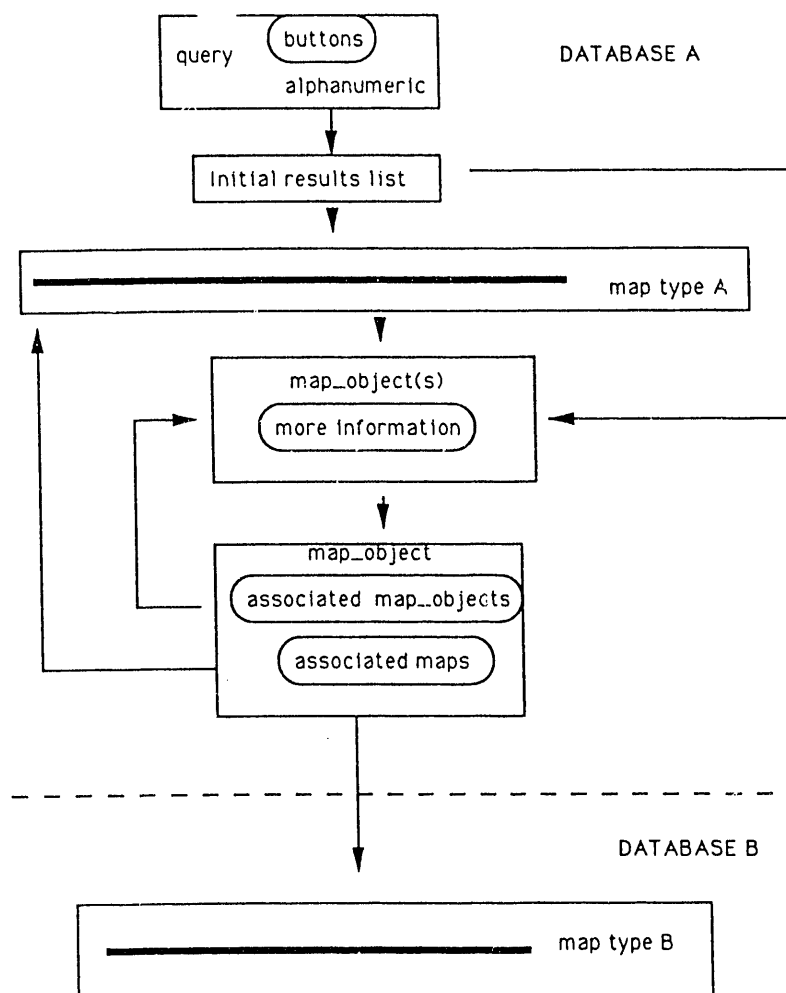 buttons
query
DATABASE A
alphanumeric
Initial results list
map type A
map_object(s)
more information
map_object
associated map_objects
associated maps
DATABASE B
map type B